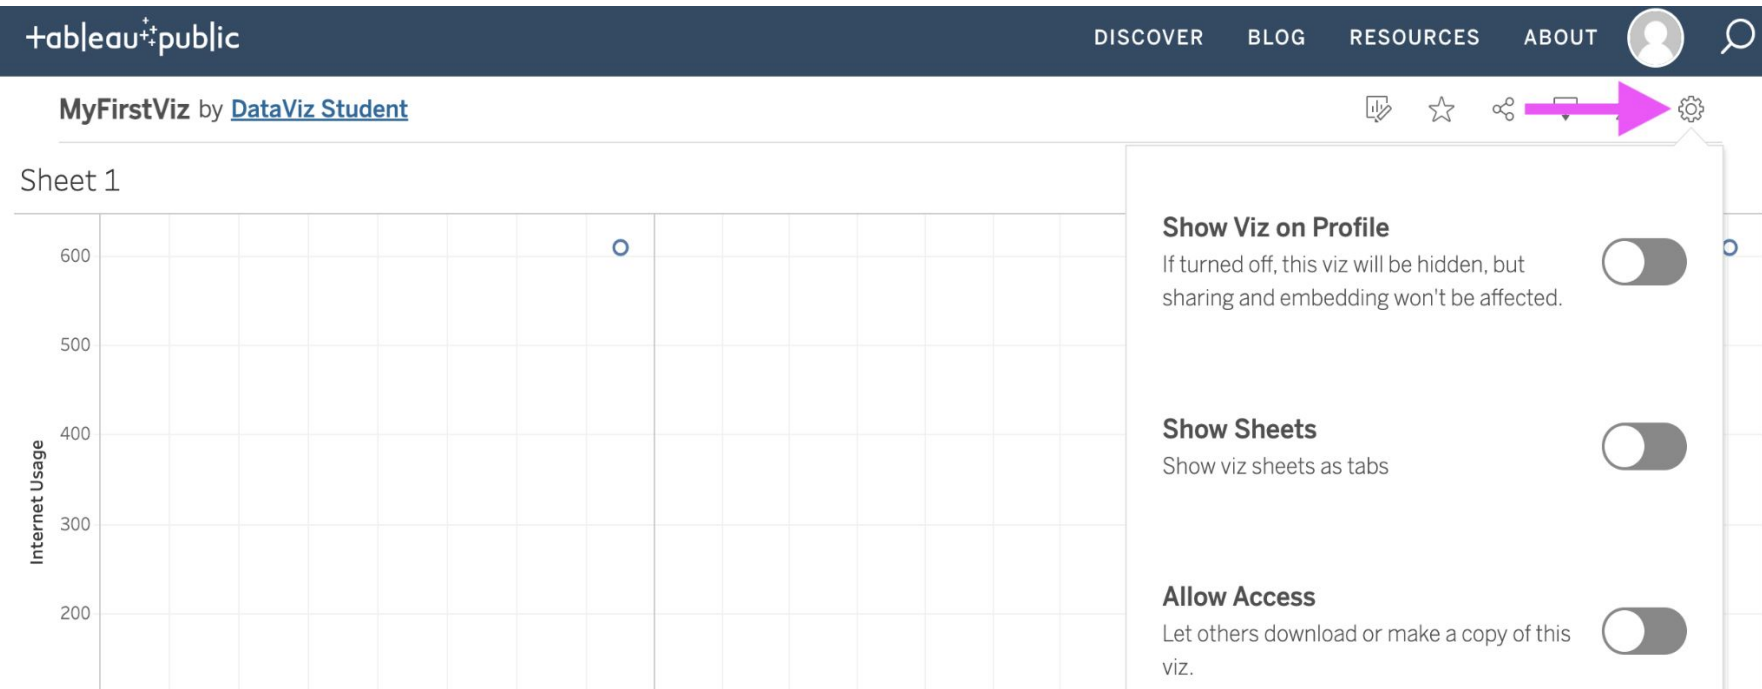 +ableau public
DISCOVER BLOG RESOURCES ABOUT
MyFirstViz by DataViz Student
Sheet 1
600
500
400
300
200
Internet Usage
Show Viz on Profile
If turned off, this viz will be hidden, but
sharing and embedding won't be affected.
Show Sheets
Show viz sheets as tabs
Allow Access
Let others download or make a copy of this
viz.